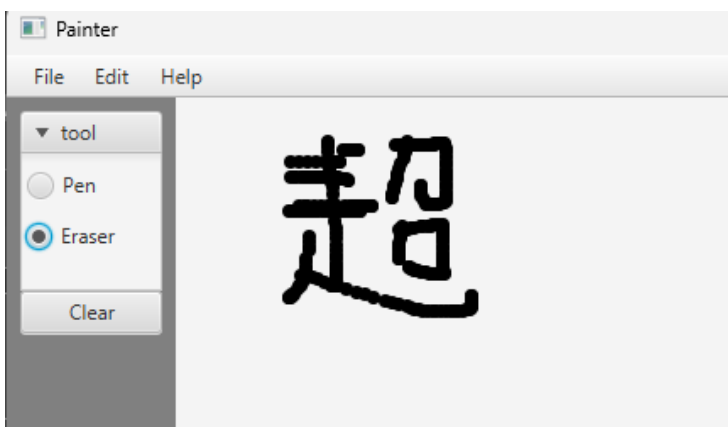 Painter
File Edit Help
tool
Pen
Eraser
Clear
超